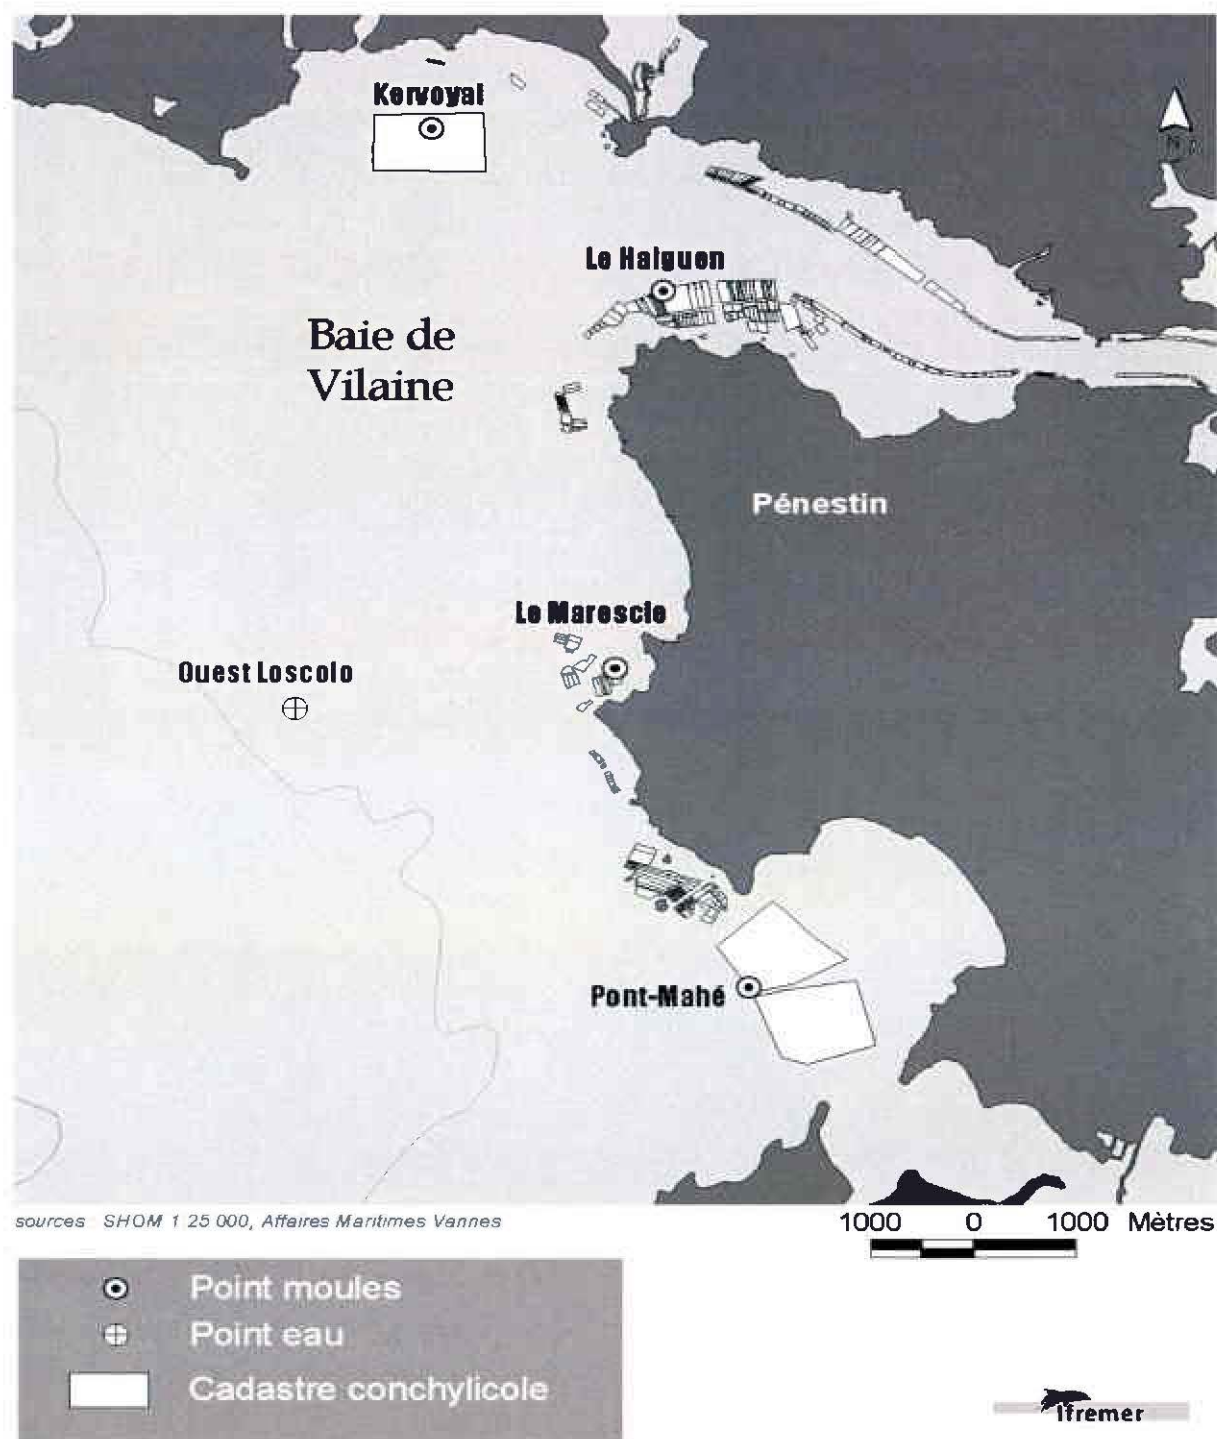 Kervoyal
Le Halguen
Baie de
Vilaine
Pénestin
Le Marescle
Ouest Loscolo
Pont-Mahé
sources SHOM 1 25 000, Affaires Maritimes Vannes
1000 0 1000 Mètres
Point moules
Point eau
Cadastre conchylicole
Ifremer